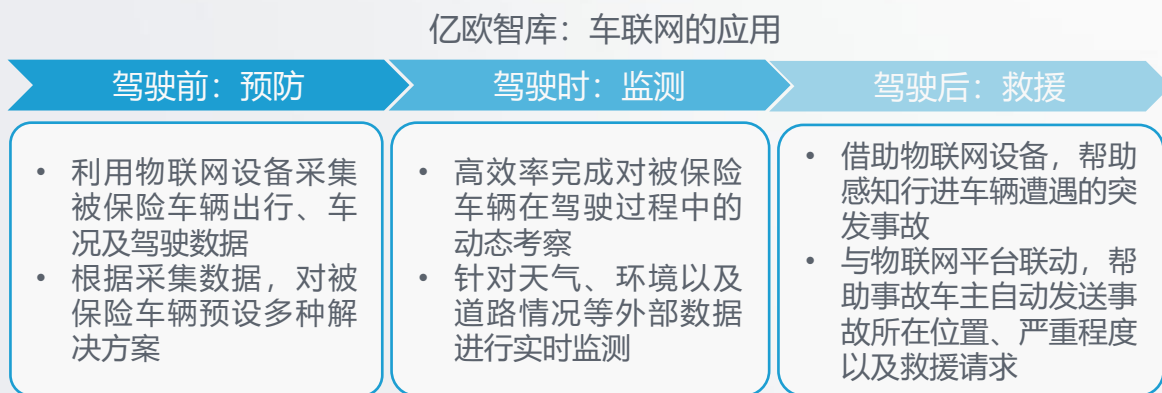 亿欧智库：车联网的应用
驾驶前：预防
驾驶时：监测
驾驶后：救援
• 利用物联网设备采集
被保险车辆出行、车
况及驾驶数据
• 根据采集数据，对被
保险车辆预设多种解
决方案
• 高效率完成对被保险
车辆在驾驶过程中的
动态考察
• 针对天气、环境以及
道路情况等外部数据
进行实时监测
• 借助物联网设备，帮助
感知行进车辆遭遇的突
发事故
• 与物联网平台联动，帮
助事故车主自动发送事
故所在位置、严重程度
以及救援请求